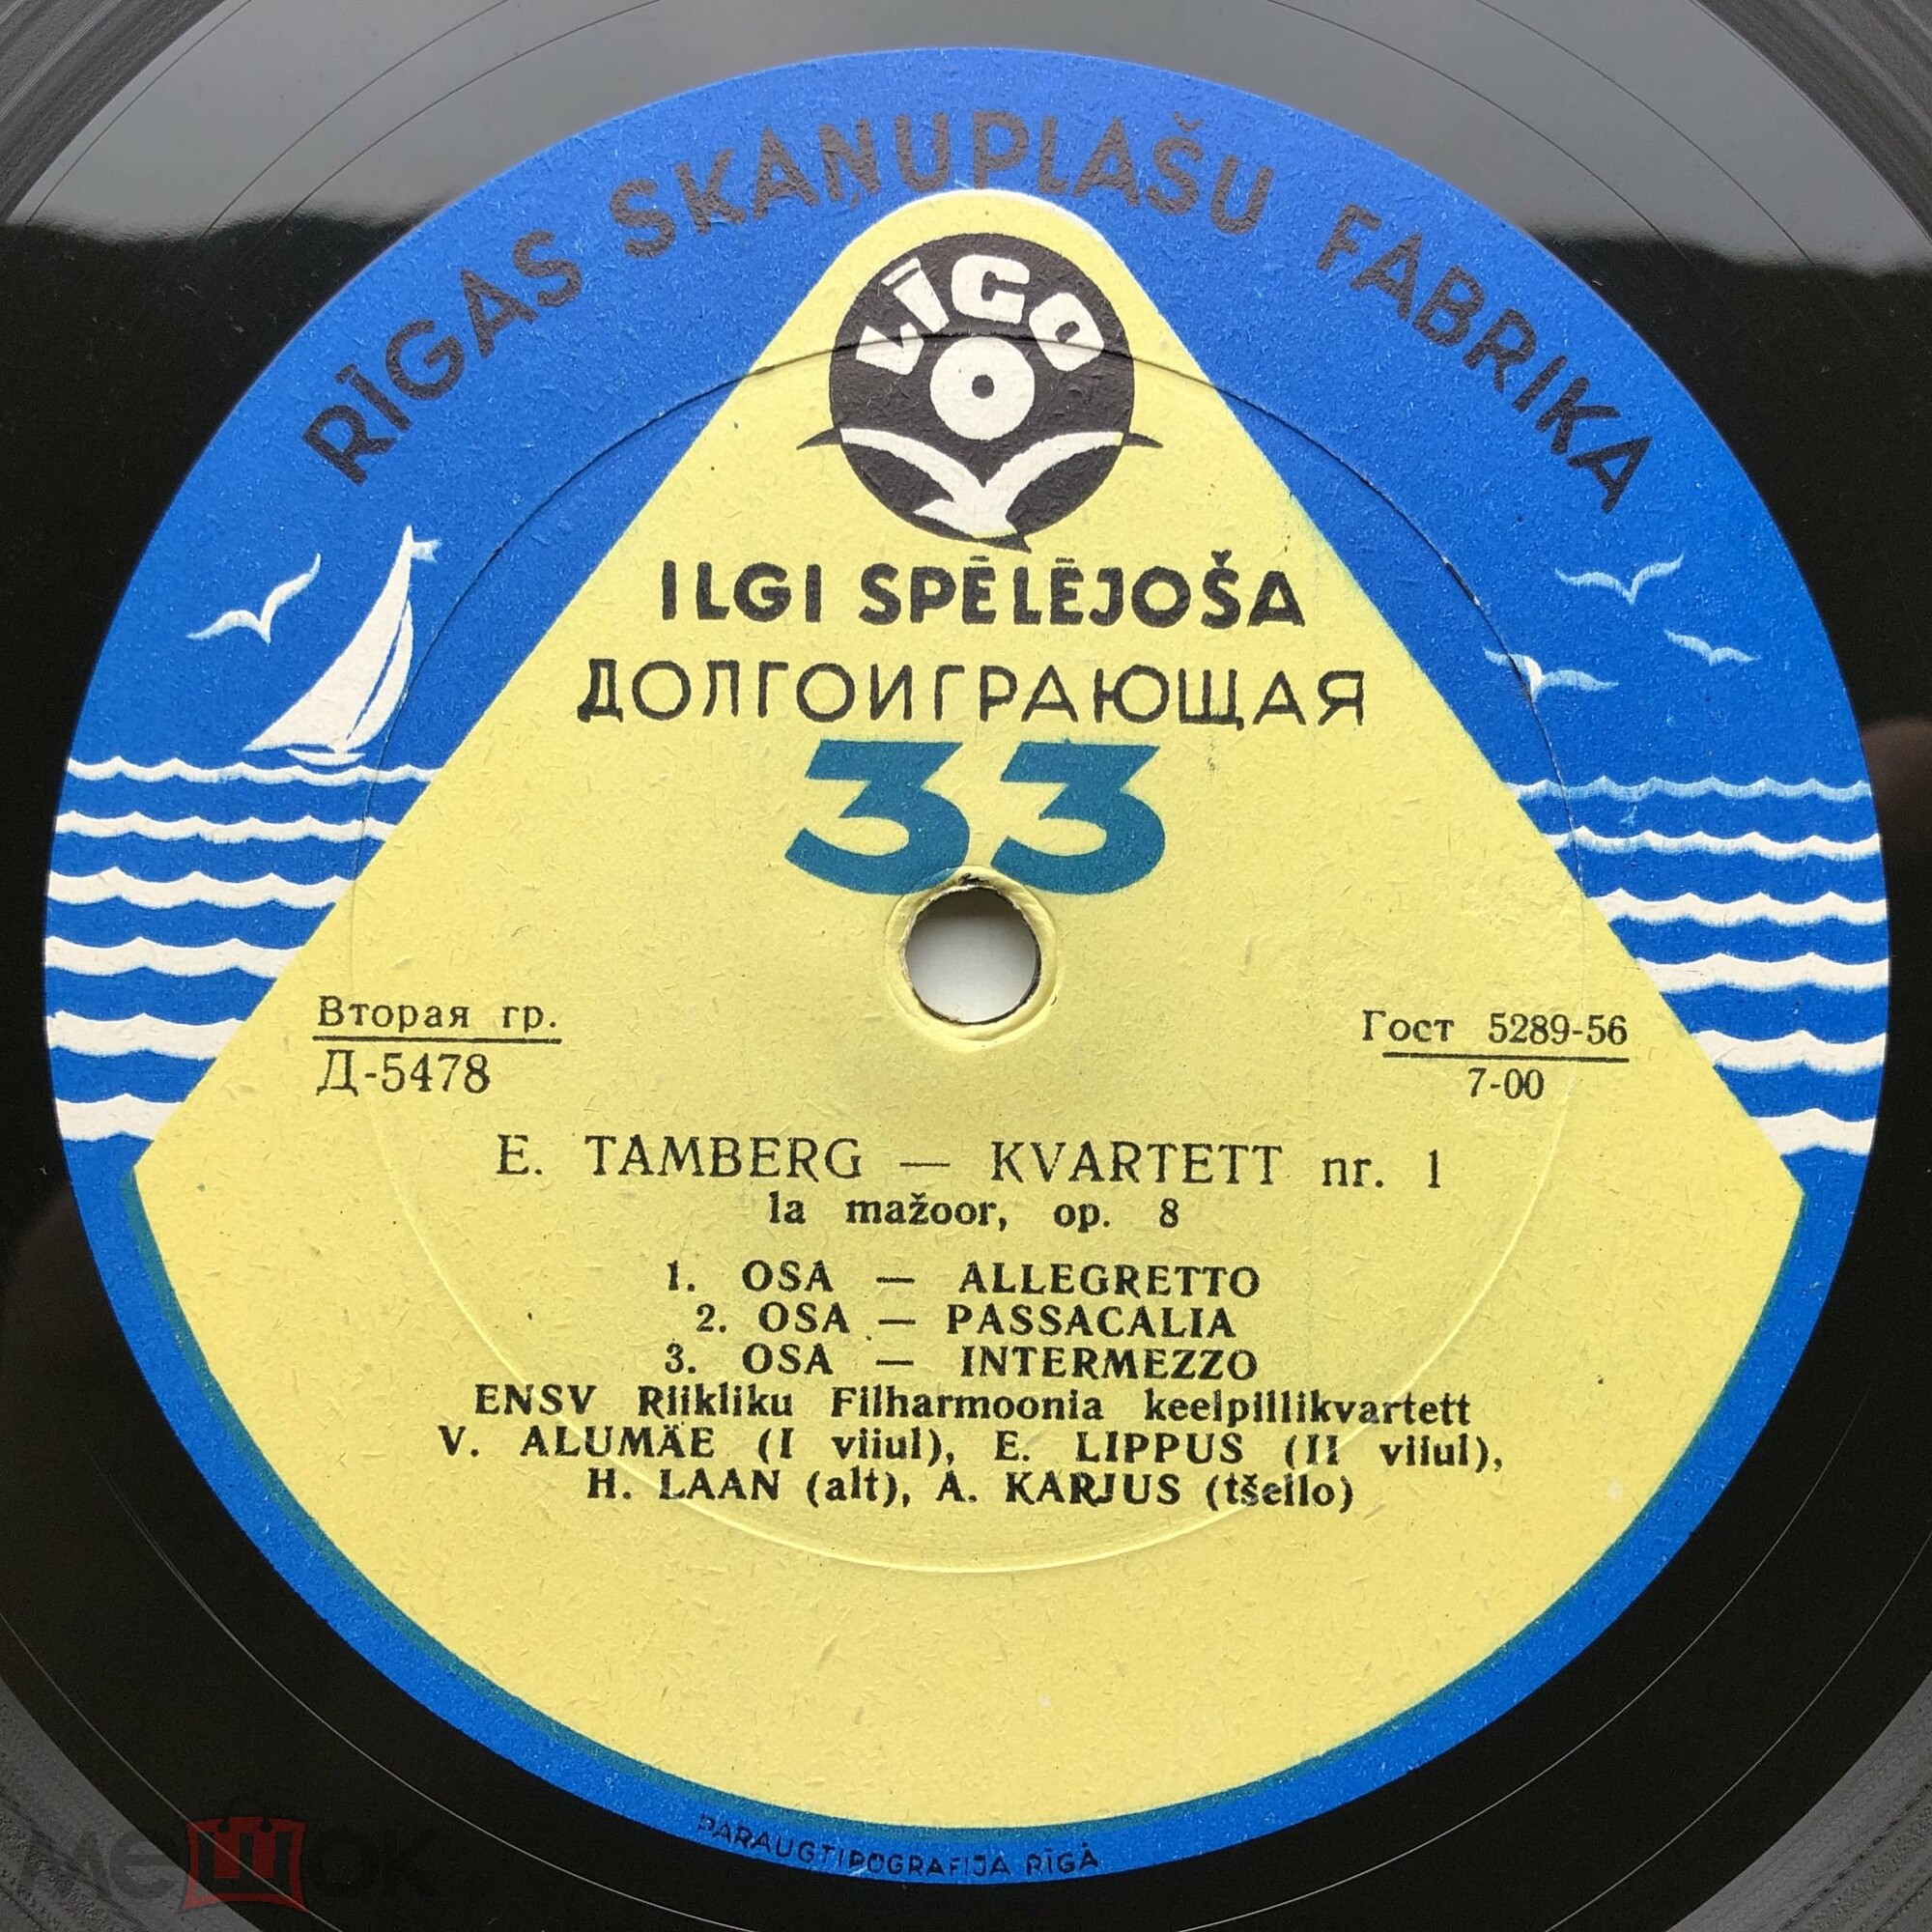 RĪGAS SKAŅUPLAŠU FABRIKA
LĪGO
ILGI SPĒLĒJOŠA
ДОЛГОИГРАЮЩАЯ
33
Вторая гр.
Д-5478
Гост 5289-56
7-00
E. TAMBERG — KVARTETT nr. 1
la mažoor, op. 8
1. OSA — ALLEGRETTO
2. OSA — PASSACALIA
3. OSA — INTERMEZZO
ENSV Riikliku Filharmoonia keelpillikvartett
V. ALUMÄE (I viiul), E. LIPPUS (II viiul),
H. LAAN (alt), A. KARJUS (tšello)
PARAUGTIPOGRAFIJA RĪGĀ
мешок